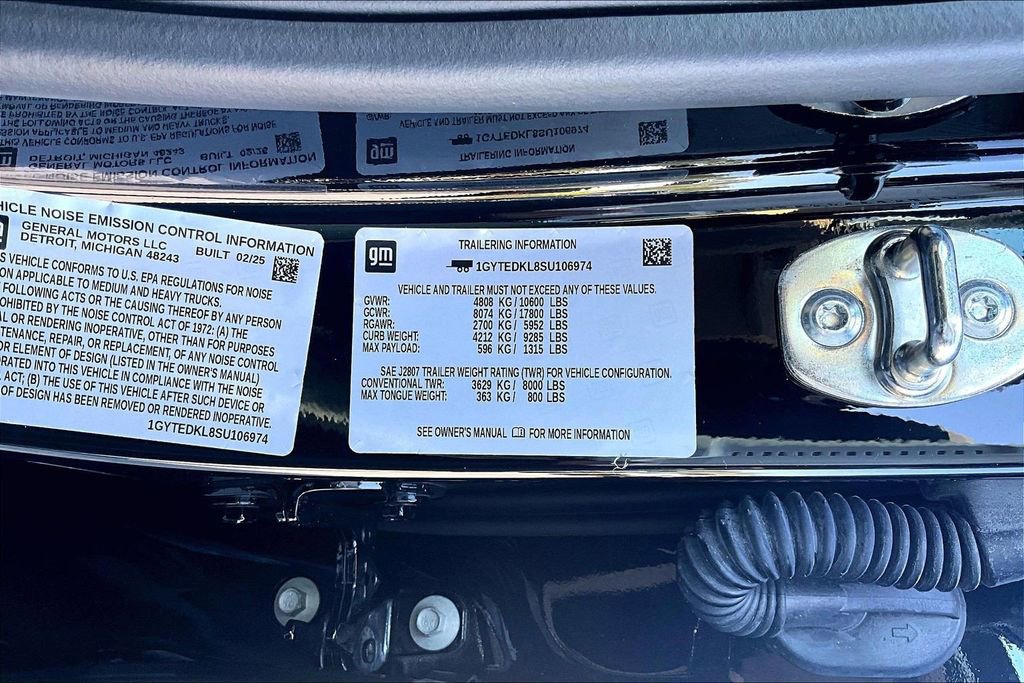 HICLE NOISE EMISSION CONTROL INFORMATION
GENERAL MOTORS LLC
DETROIT, MICHIGAN 48243 BUILT 02/25
S VEHICLE CONFORMS TO U.S. EPA REGULATIONS FOR NOISE
ON APPLICABLE TO MEDIUM AND HEAVY TRUCKS.
FOLLOWING ACTS OR THE CAUSING THEREOF BY ANY PERSON
OHIBITED BY THE NOISE CONTROL ACT OF 1972: (A) THE
AL OR RENDERING INOPERATIVE, OTHER THAN FOR PURPOSES
TENANCE, REPAIR, OR REPLACEMENT, OF ANY NOISE CONTROL
OR ELEMENT OF DESIGN (LISTED IN THE OWNER'S MANUAL)
ORATED INTO THIS VEHICLE IN COMPLIANCE WITH THE NOISE
ACT; (B) THE USE OF THIS VEHICLE AFTER SUCH DEVICE OR
OF DESIGN HAS BEEN REMOVED OR RENDERED INOPERATIVE.
1GYTEDKL8SU106974
gm
TRAILERING INFORMATION
1GYTEDKL8SU106974
VEHICLE AND TRAILER MUST NOT EXCEED ANY OF THESE VALUES.
GVWR: 4808 KG / 10600 LBS
GCWR: 8074 KG / 17800 LBS
RGAWR: 2700 KG / 5952 LBS
CURB WEIGHT: 4212 KG / 9285 LBS
MAX PAYLOAD: 596 KG / 1315 LBS
SAE J2807 TRAILER WEIGHT RATING (TWR) FOR VEHICLE CONFIGURATION.
CONVENTIONAL TWR: 3629 KG / 8000 LBS
MAX TONGUE WEIGHT: 363 KG / 800 LBS
SEE OWNER'S MANUAL FOR MORE INFORMATION